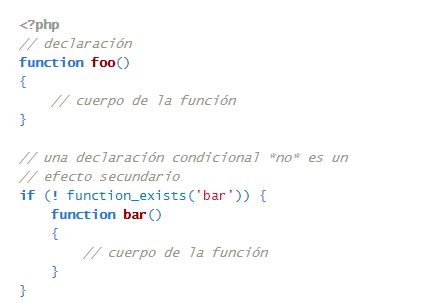 <?php
// declaración
function foo()
{
    // cuerpo de la función
}

// una declaración condicional *no* es un
// efecto secundario
if (! function_exists('bar')) {
    function bar()
    {
        // cuerpo de la función
    }
}